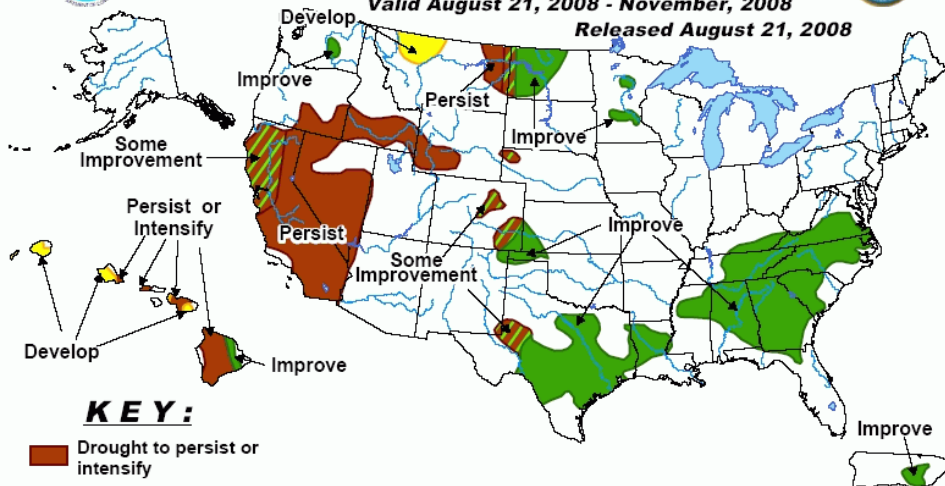 Valid August 21, 2008 - November, 2008
Released August 21, 2008
Develop
Improve
Persist
Improve
Some
Improvement
Persist or
Intensify
Persist
Some
Improvement
Improve
Develop
Improve
KEY:
Drought to persist or
intensify
Improve